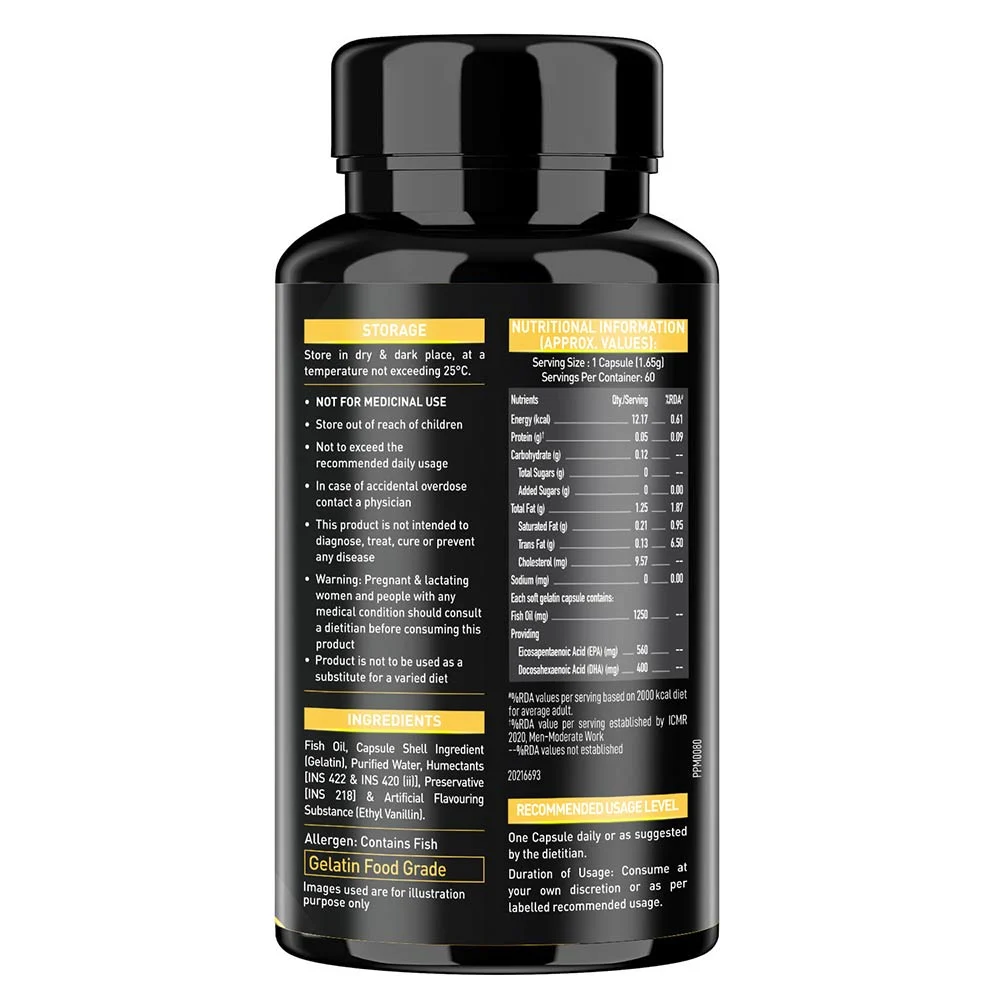 STORAGE
Store in dry & dark place, at a
temperature not exceeding 25°C.
• NOT FOR MEDICINAL USE
• Store out of reach of children
• Not to exceed the
recommended daily usage
• In case of accidental overdose
contact a physician
• This product is not intended to
diagnose, treat, cure or prevent
any disease
• Warning: Pregnant & lactating
women and people with any
medical condition should consult
a dietitian before consuming this
product
• Product is not to be used as a
substitute for a varied diet
INGREDIENTS
Fish Oil, Capsule Shell Ingredient
(Gelatin), Purified Water, Humectants
[INS 422 & INS 420 (ii)], Preservative
[INS 218] & Artificial Flavouring
Substance (Ethyl Vanillin).
Allergen: Contains Fish
Gelatin Food Grade
Images used are for illustration
purpose only
NUTRITIONAL INFORMATION
(APPROX. VALUES):
Serving Size : 1 Capsule (1.65g)
Servings Per Container: 60
Nutrients Qty./Serving %RDA#
Energy (kcal) 12.17 0.61
Protein (g)† 0.05 0.09
Carbohydrate (g) 0.12 --
Total Sugars (g) 0 --
Added Sugars (g) 0 0.00
Total Fat (g) 1.25 1.87
Saturated Fat (g) 0.21 0.95
Trans Fat (g) 0.13 6.50
Cholesterol (mg) 9.57 --
Sodium (mg) 0 0.00
Each soft gelatin capsule contains:
Fish Oil (mg) 1250 --
Providing
Eicosapentaenoic Acid (EPA) (mg) 560 --
Docosahexaenoic Acid (DHA) (mg) 400 --
#%RDA values per serving based on 2000 kcal diet
for average adult.
†%RDA value per serving established by ICMR
2020, Men-Moderate Work
--%RDA values not established
20216693
PPM0080
RECOMMENDED USAGE LEVEL
One Capsule daily or as suggested
by the dietitian.
Duration of Usage: Consume at
your own discretion or as per
labelled recommended usage.